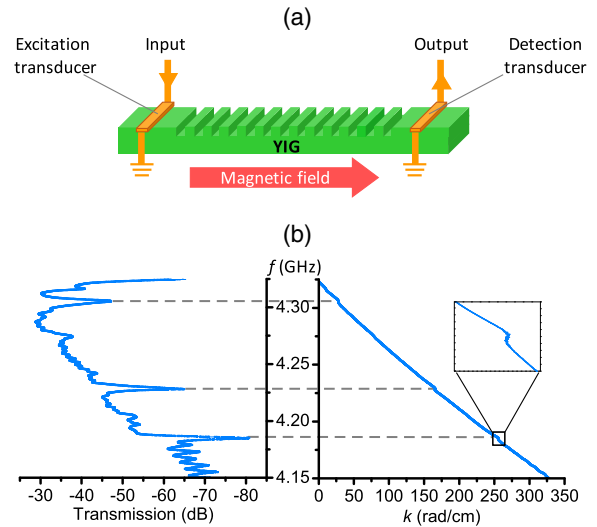 (a)
Excitation
transducer
Input
Output
Detection
transducer
YIG
Magnetic field
(b)
f (GHz)
4.30
4.25
4.20
4.15
-30 -40 -50 -60 -70 -80
Transmission (dB)
0 50 100 150 200 250 300 350
k (rad/cm)